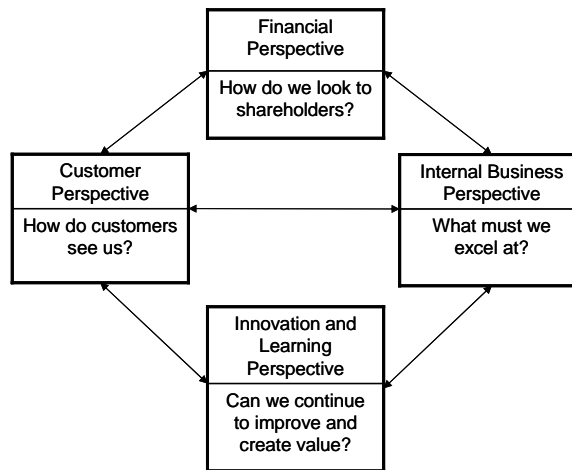 Financial
Perspective
How do we look to
shareholders?
Customer
Perspective
How do customers
see us?
Internal Business
Perspective
What must we
excel at?
Innovation and
Learning
Perspective
Can we continue
to improve and
create value?